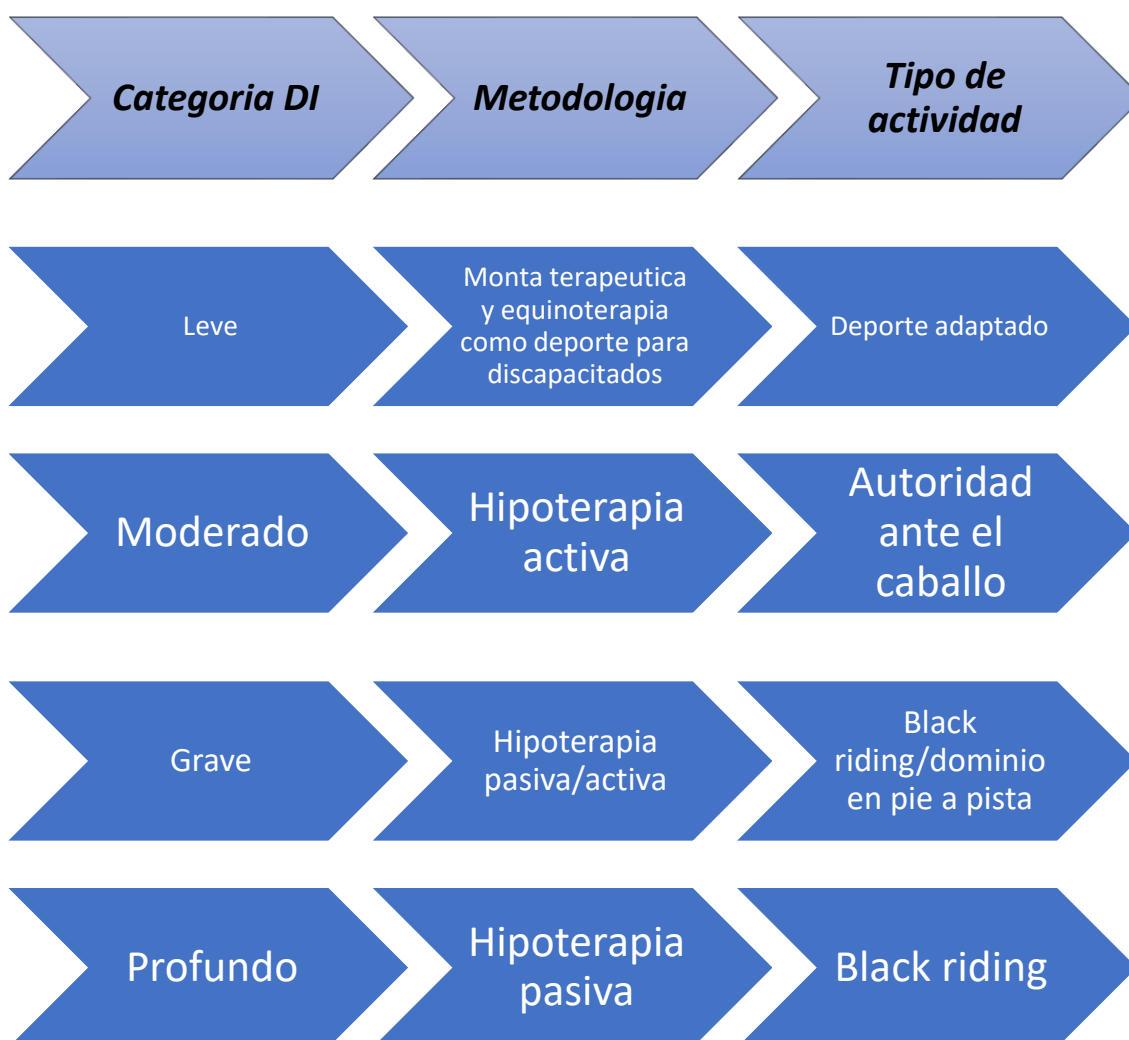 Categoria DI
Metodologia
Tipo de
actividad
Leve
Monta terapeutica
y equinoterapia
como deporte para
discapacitados
Deporte adaptado
Moderado
Hipoterapia
activa
Autoridad
ante el
caballo
Grave
Hipoterapia
pasiva/activa
Black
riding/dominio
en pie a pista
Profundo
Hipoterapia
pasiva
Black riding